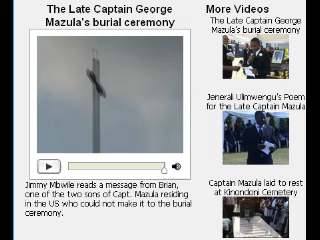 The Late Captain George
Mazula's burial ceremony
Jimmy Mbwile reads a message from Brian,
one of the two sons of Capt. Mazula residing
in the US who could not make it to the burial
ceremony.
More Videos
The Late Captain George
Mazula's burial ceremony
Jenerali Ulimwengu's Poem
for the Late Captain Mazula
Captain Mazula laid to rest
at Kinondoni Cemetery